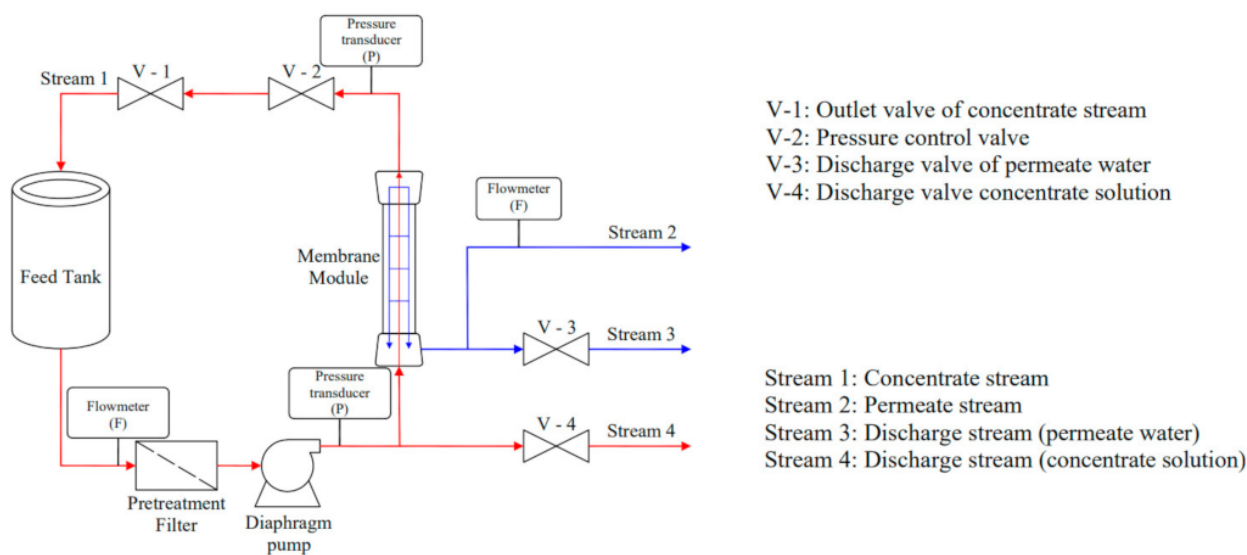 Pressure
transducer
(P)
Stream 1
V - 1
V - 2
V-1: Outlet valve of concentrate stream
V-2: Pressure control valve
V-3: Discharge valve of permeate water
V-4: Discharge valve concentrate solution
Flowmeter
(F)
Stream 2
Membrane
Module
Feed Tank
V - 3
Stream 3
Pressure
transducer
(P)
Flowmeter
(F)
V - 4
Stream 4
Stream 1: Concentrate stream
Stream 2: Permeate stream
Stream 3: Discharge stream (permeate water)
Stream 4: Discharge stream (concentrate solution)
Pretreatment
Filter
Diaphragm
pump